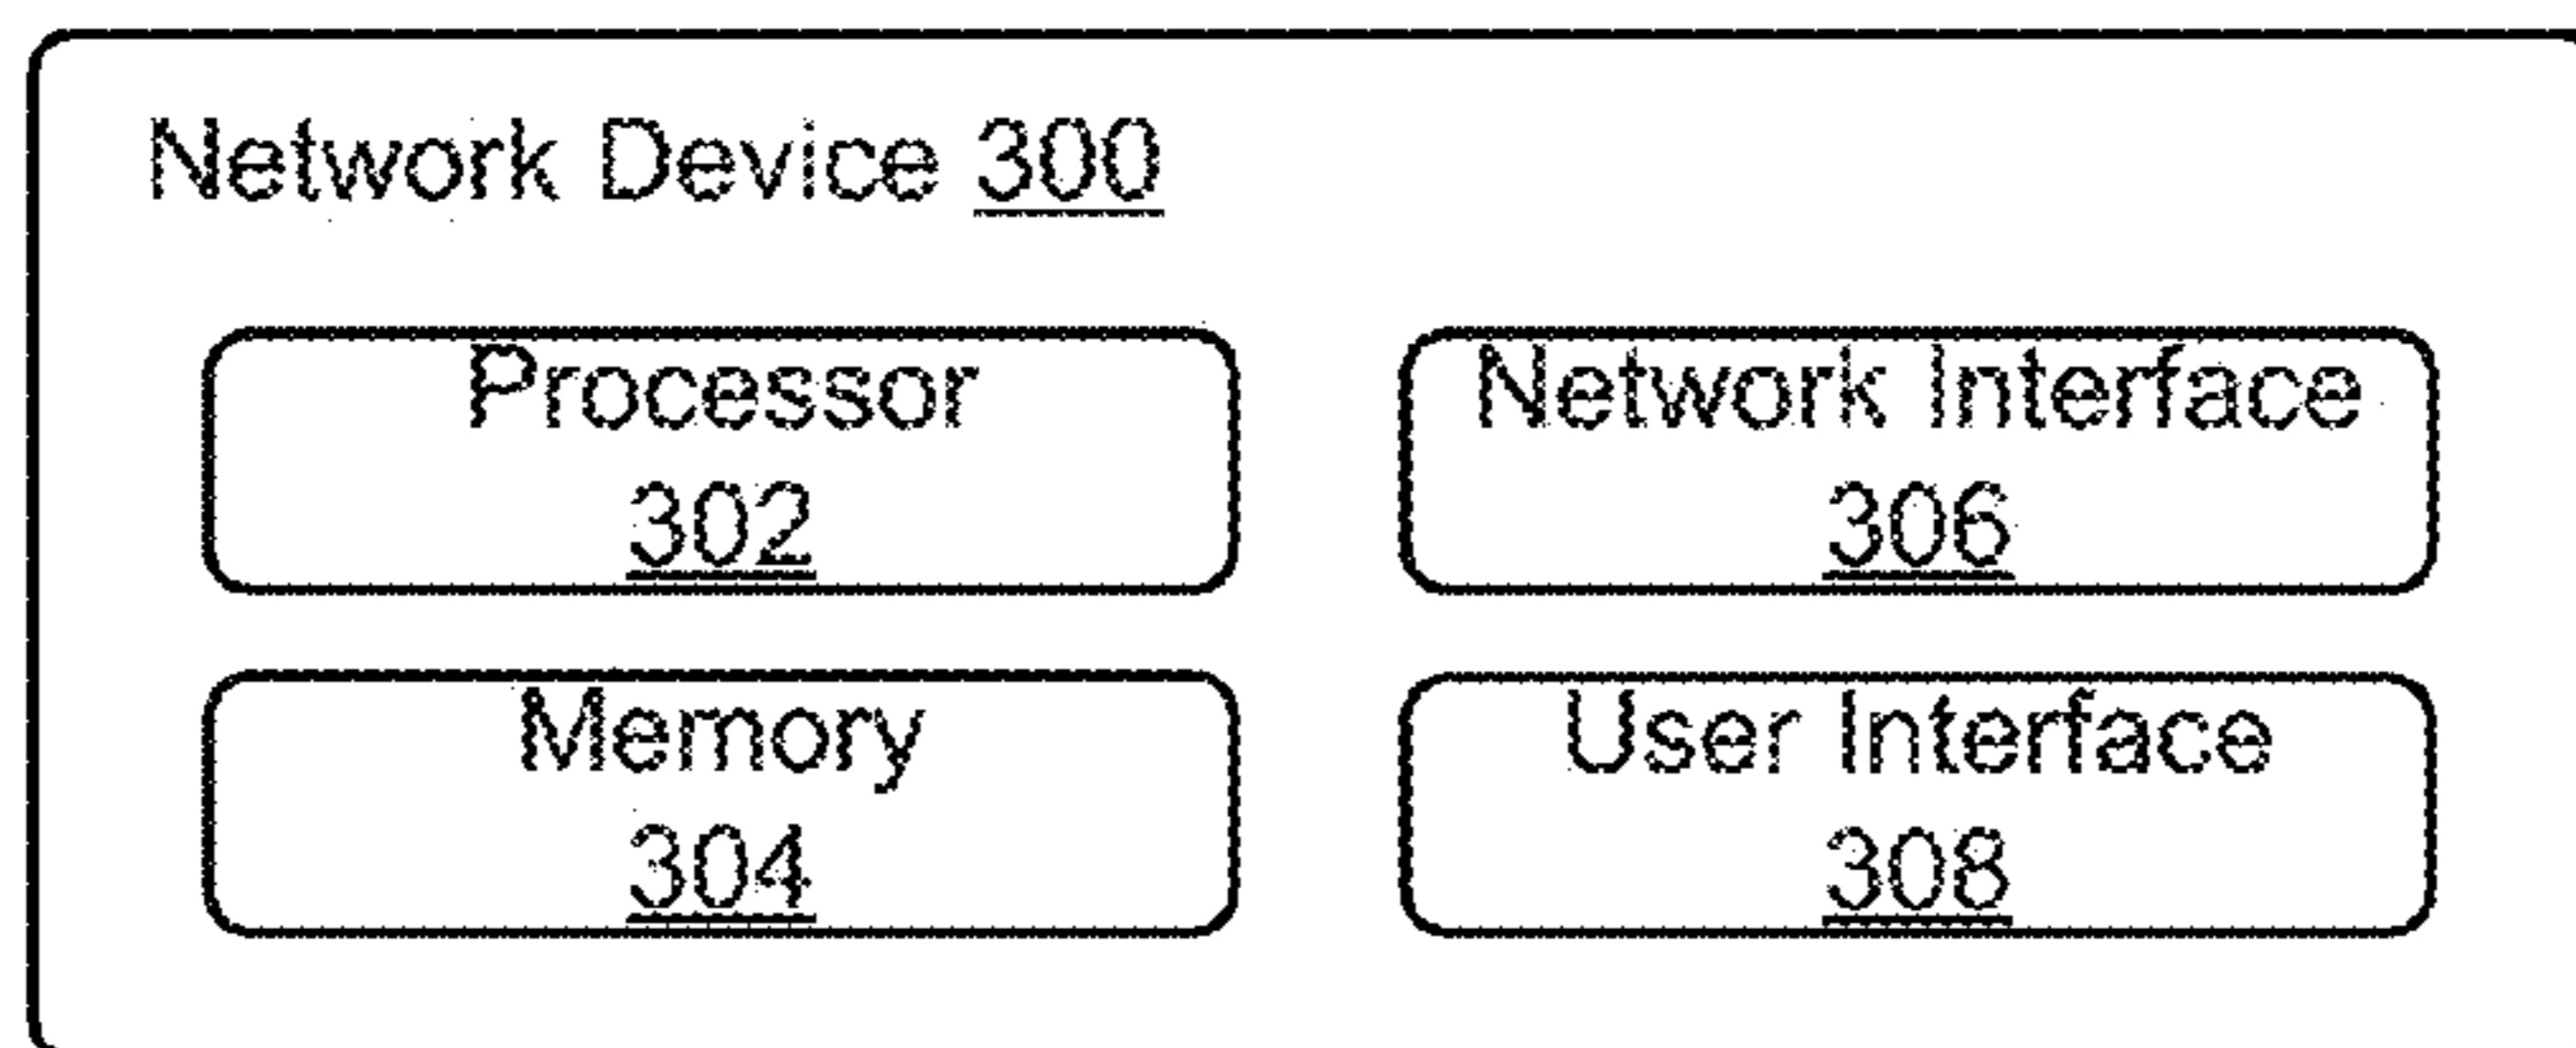 Network Device 300
Processor
302
Network Interface
306
Memory
304
User Interface
308